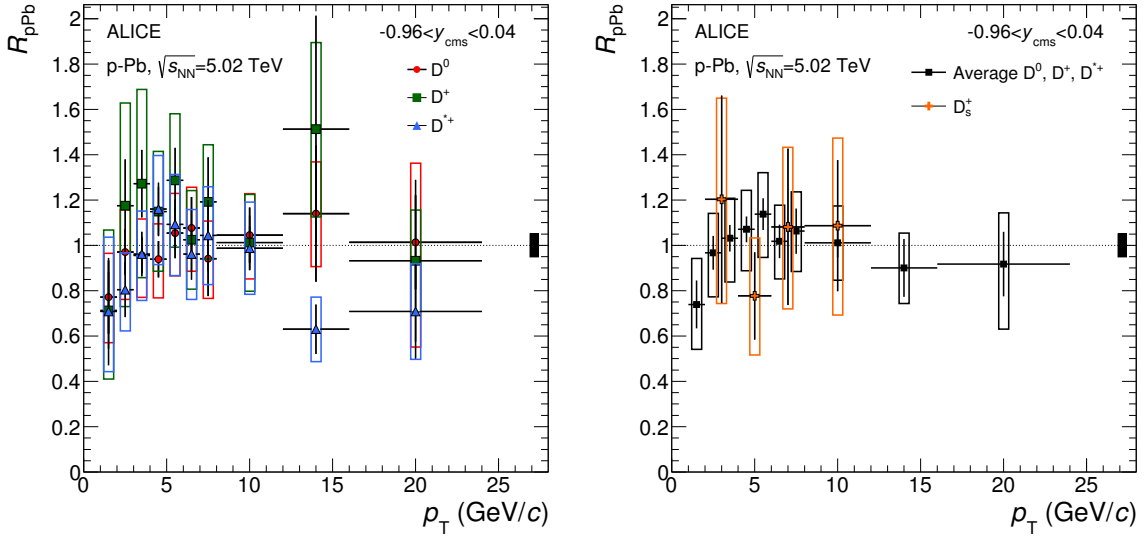 R_pPb
2
1.8
1.6
1.4
1.2
1
0.8
0.6
0.4
0.2
0
ALICE
-0.96<y_cms<0.04
p-Pb, √s_NN=5.02 TeV
D⁰
D⁺
D*⁺
0 5 10 15 20 25
p_T (GeV/c)
R_pPb
2
1.8
1.6
1.4
1.2
1
0.8
0.6
0.4
0.2
0
ALICE
-0.96<y_cms<0.04
p-Pb, √s_NN=5.02 TeV
Average D⁰, D⁺, D*⁺
D_s⁺
0 5 10 15 20 25
p_T (GeV/c)